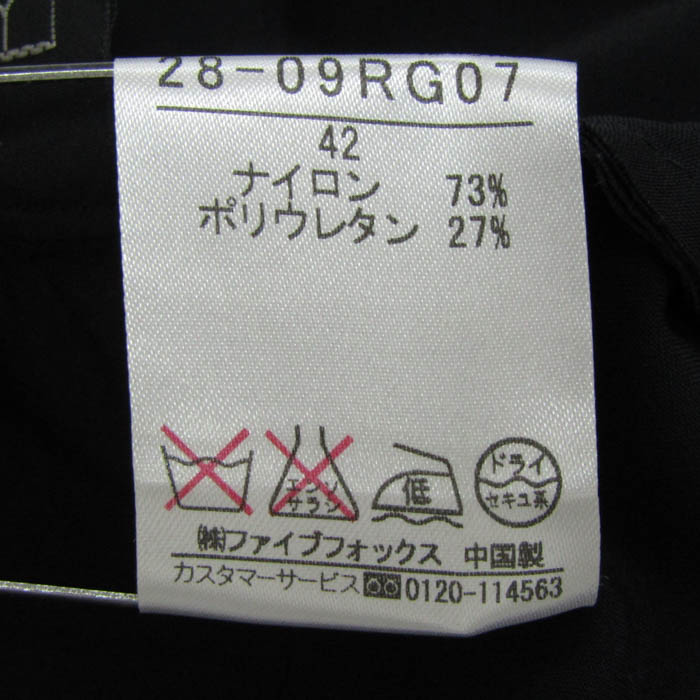 28-09RG07
42
ナイロン 73%
ポリウレタン 27%
エンソ
サラシ
低
ドライ
セキユ系
㈱ファイブフォックス 中国製
カスタマーサービス 0120-114563